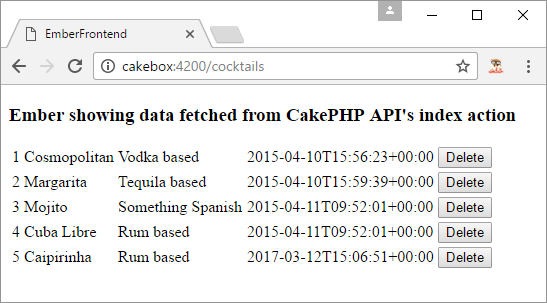 EmberFrontend
cakebox:4200/cocktails
Ember showing data fetched from CakePHP API's index action
1 Cosmopolitan Vodka based 2015-04-10T15:56:23+00:00 Delete
2 Margarita Tequila based 2015-04-10T15:59:39+00:00 Delete
3 Mojito Something Spanish 2015-04-11T09:52:01+00:00 Delete
4 Cuba Libre Rum based 2015-04-11T09:52:01+00:00 Delete
5 Caipirinha Rum based 2017-03-12T15:06:51+00:00 Delete